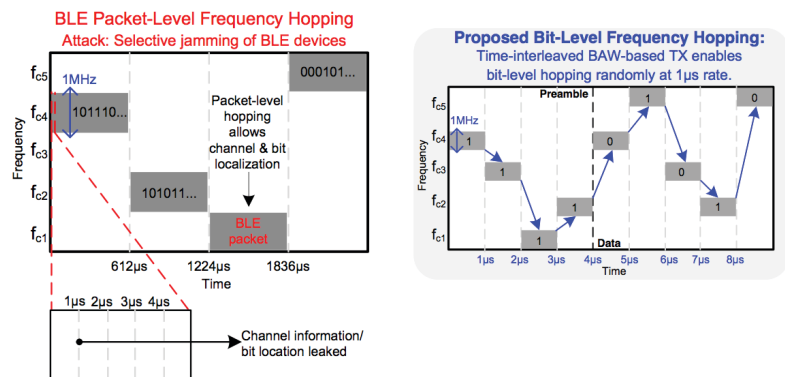 BLE Packet-Level Frequency Hopping
Attack: Selective jamming of BLE devices
Frequency
fc5
fc4
fc3
fc2
fc1
1MHz
101110...
101011...
BLE
packet
000101...
Packet-level
hopping
allows
channel & bit
localization
612µs
1224µs
1836µs
Time
1µs
2µs
3µs
4µs
Channel information/
bit location leaked
Proposed Bit-Level Frequency Hopping:
Time-interleaved BAW-based TX enables
bit-level hopping randomly at 1µs rate.
Frequency
fc5
fc4
fc3
fc2
fc1
1MHz
Preamble
Data
1
1
1
1
0
1
0
1
0
1µs
2µs
3µs
4µs
5µs
6µs
7µs
8µs
Time